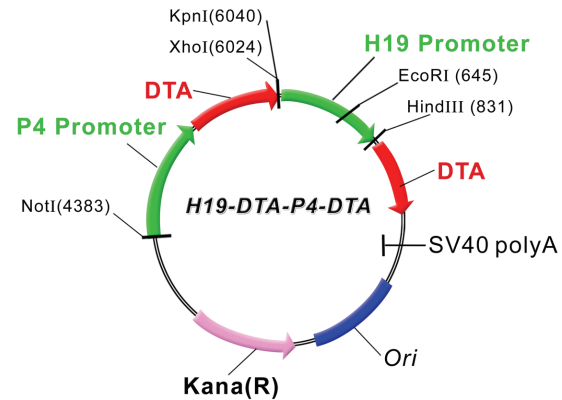 KpnI(6040)
XhoI(6024)
H19 Promoter
EcoRI (645)
HindIII (831)
DTA
P4 Promoter
DTA
NotI(4383)
H19-DTA-P4-DTA
SV40 polyA
Ori
Kana(R)